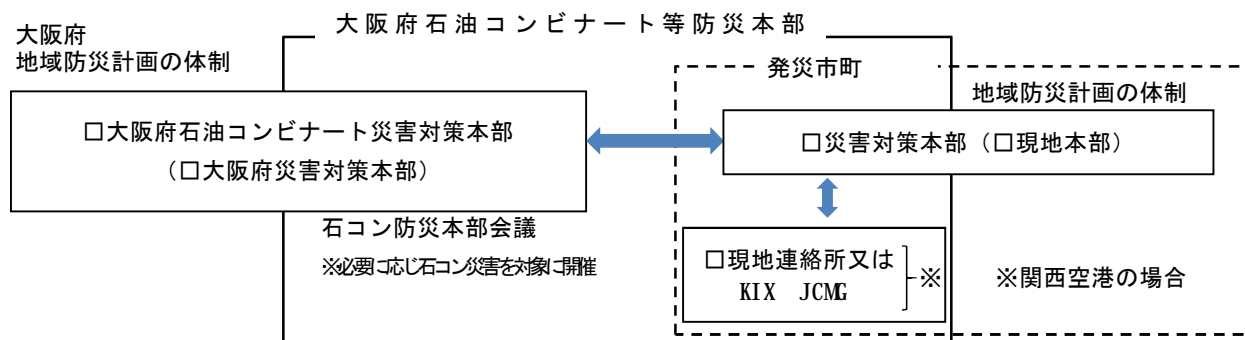 大阪府石油コンビナート等防災本部
大阪府
地域防災計画の体制
発災市町
地域防災計画の体制
□大阪府石油コンビナート災害対策本部
（□大阪府災害対策本部）
□災害対策本部（□現地本部）
石コン防災本部会議
※必要に応じ石コン災害を対象に開催
□現地連絡所又は
KIX JCMG
※
※関西空港の場合